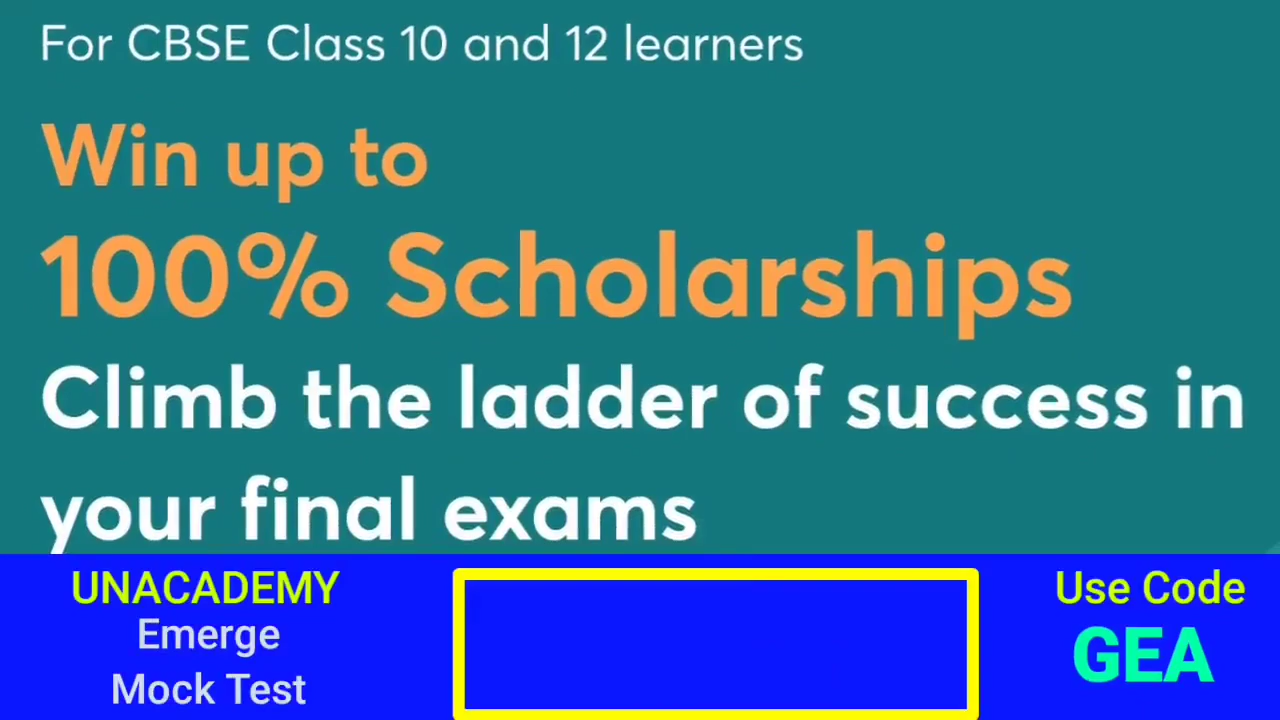 For CBSE Class 10 and 12 learners
Win up to
100% Scholarships
Climb the ladder of success in
your final exams
UNACADEMY
Emerge
Mock Test
Use Code
GEA